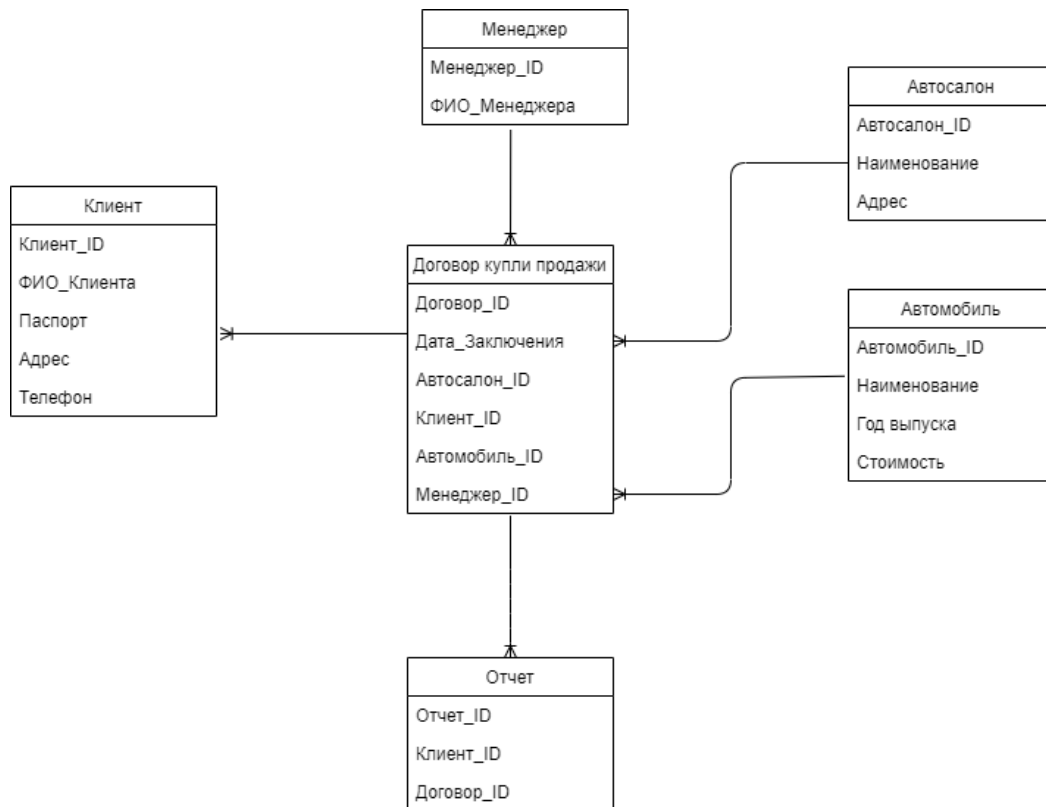 Менеджер
Менеджер_ID
ФИО_Менеджера
Автосалон
Автосалон_ID
Наименование
Адрес
Клиент
Клиент_ID
ФИО_Клиента
Паспорт
Адрес
Телефон
Договор купли продажи
Договор_ID
Дата_Заключения
Автосалон_ID
Клиент_ID
Автомобиль_ID
Менеджер_ID
Автомобиль
Автомобиль_ID
Наименование
Год выпуска
Стоимость
Отчет
Отчет_ID
Клиент_ID
Договор_ID